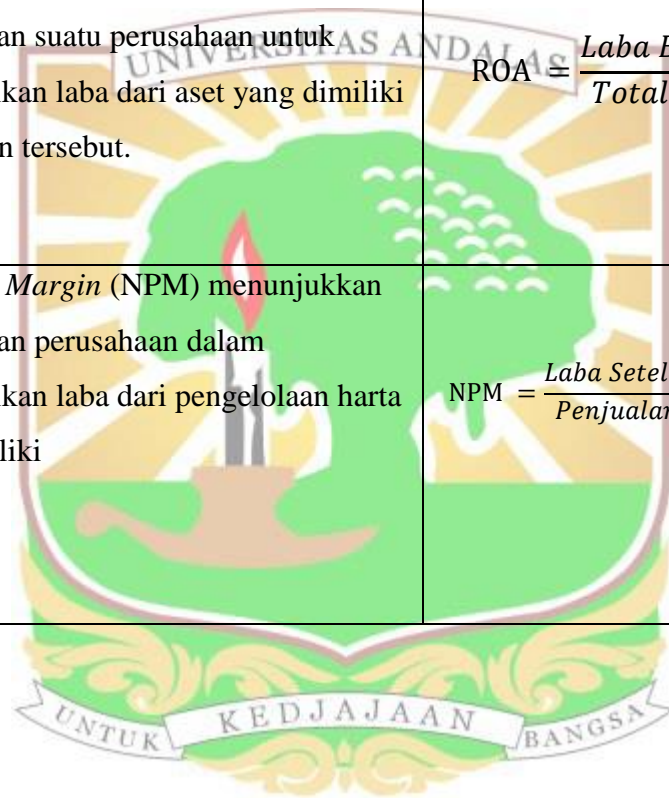 an suatu perusahaan untuk
UNIVERSITAS ANDALAS
kan laba dari aset yang dimiliki
n tersebut.
ROA = Laba B
Total
Margin (NPM) menunjukkan
an perusahaan dalam
kan laba dari pengelolaan harta
liki
NPM = Laba Setel
Penjualan
UNTUK KEDJAJAAN BANGSA